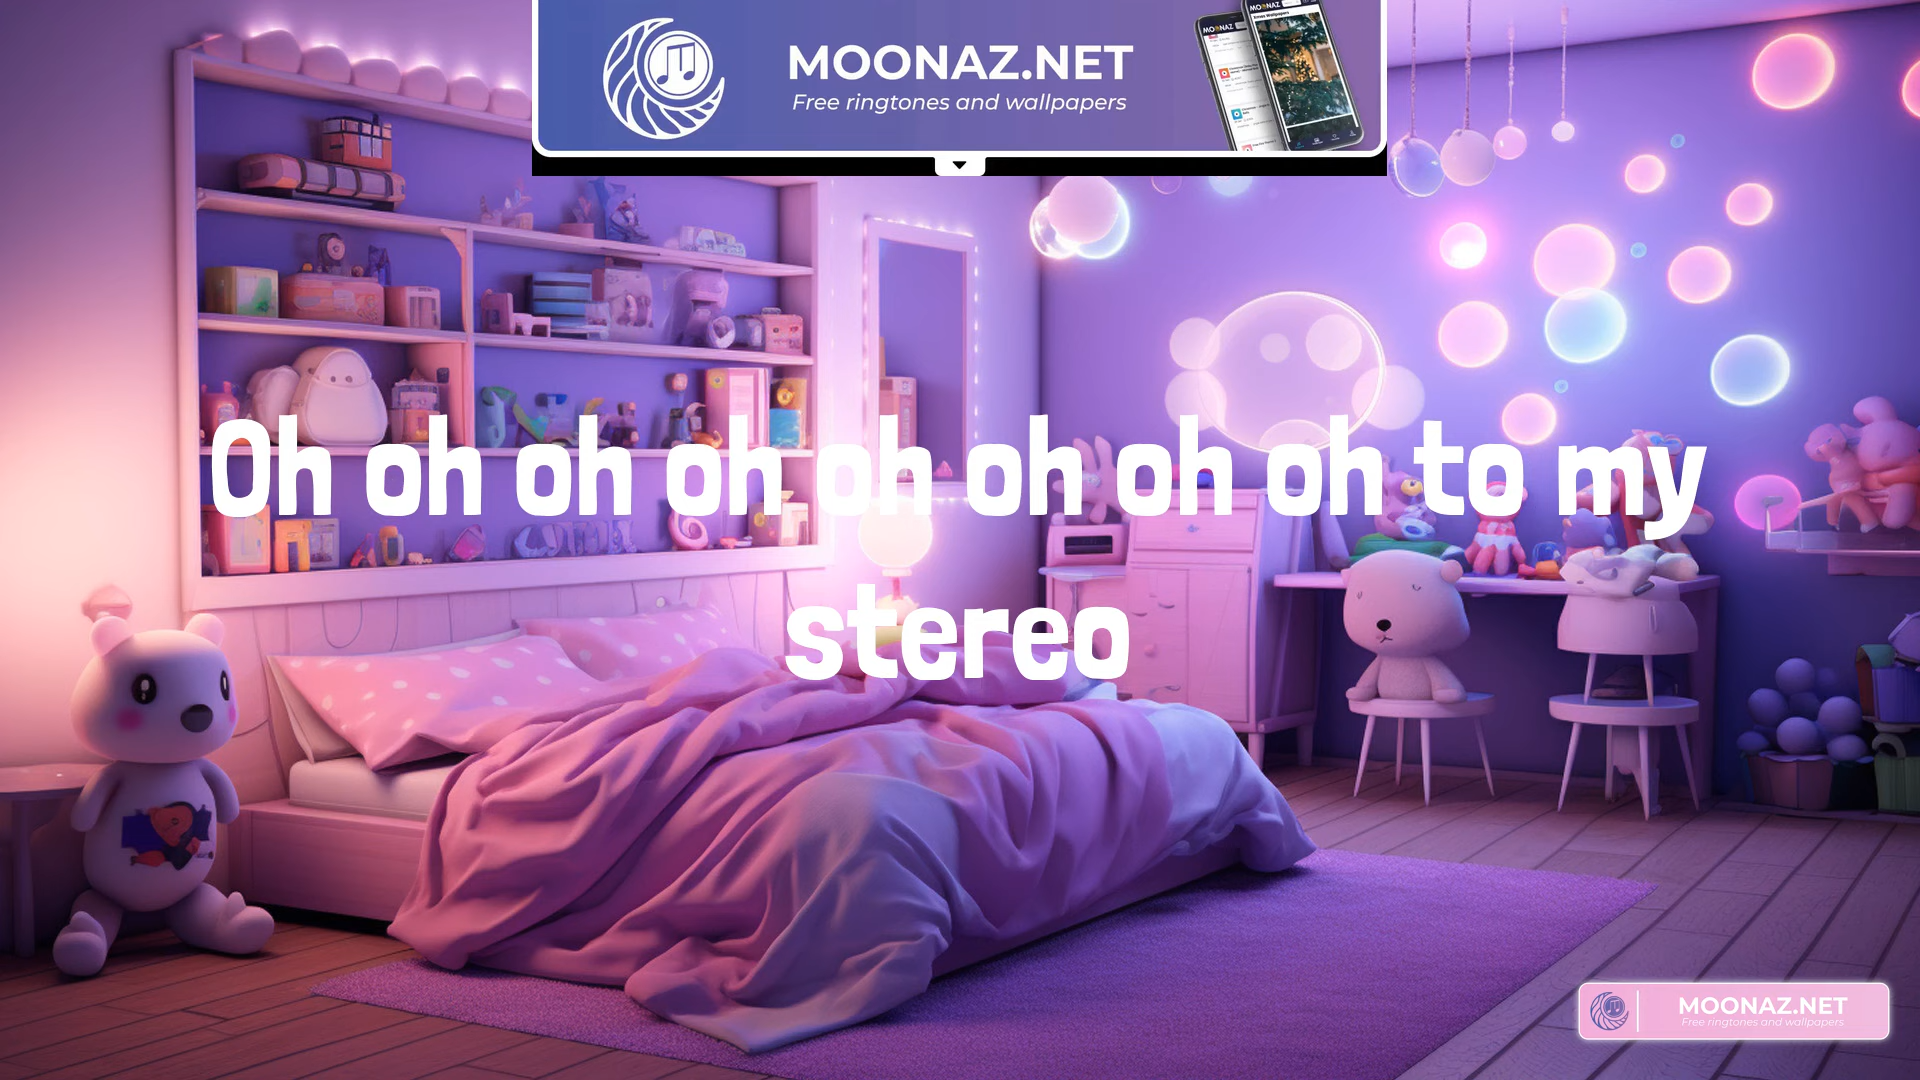 MOONAZ.NET
Free ringtones and wallpapers
Oh oh oh oh oh oh oh oh to my
stereo
MOONAZ.NET
Free ringtones and wallpapers